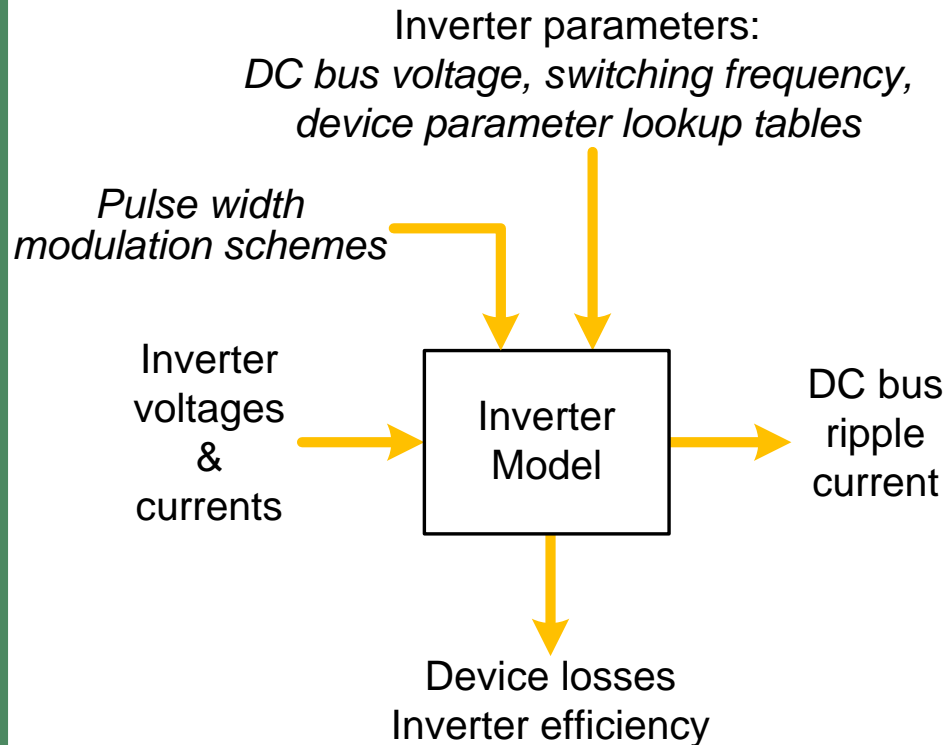 Inverter parameters:
DC bus voltage, switching frequency,
device parameter lookup tables
Pulse width
modulation schemes
Inverter
voltages
&
currents
Inverter
Model
DC bus
ripple
current
Device losses
Inverter efficiency